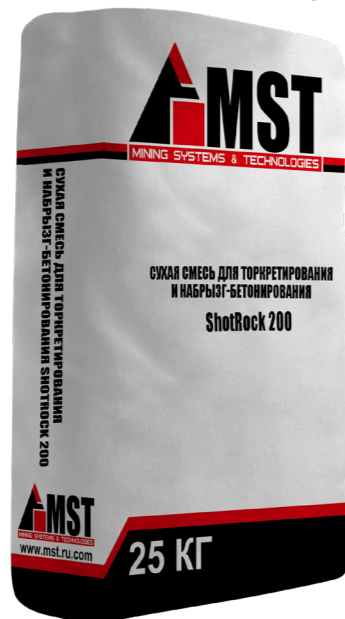 MST
MINING SYSTEMS & TECHNOLOGIES
СУХАЯ СМЕСЬ ДЛЯ ТОРКРЕТИРОВАНИЯ
И НАБРЫЗГ-БЕТОНИРОВАНИЯ
ShotRock 200
СУХАЯ СМЕСЬ ДЛЯ ТОРКРЕТИРОВАНИЯ
И НАБРЫЗГ-БЕТОНИРОВАНИЯ SHOTROCK 200
MST
MINING SYSTEMS & TECHNOLOGIES
www.mst.ru.com
25 КГ